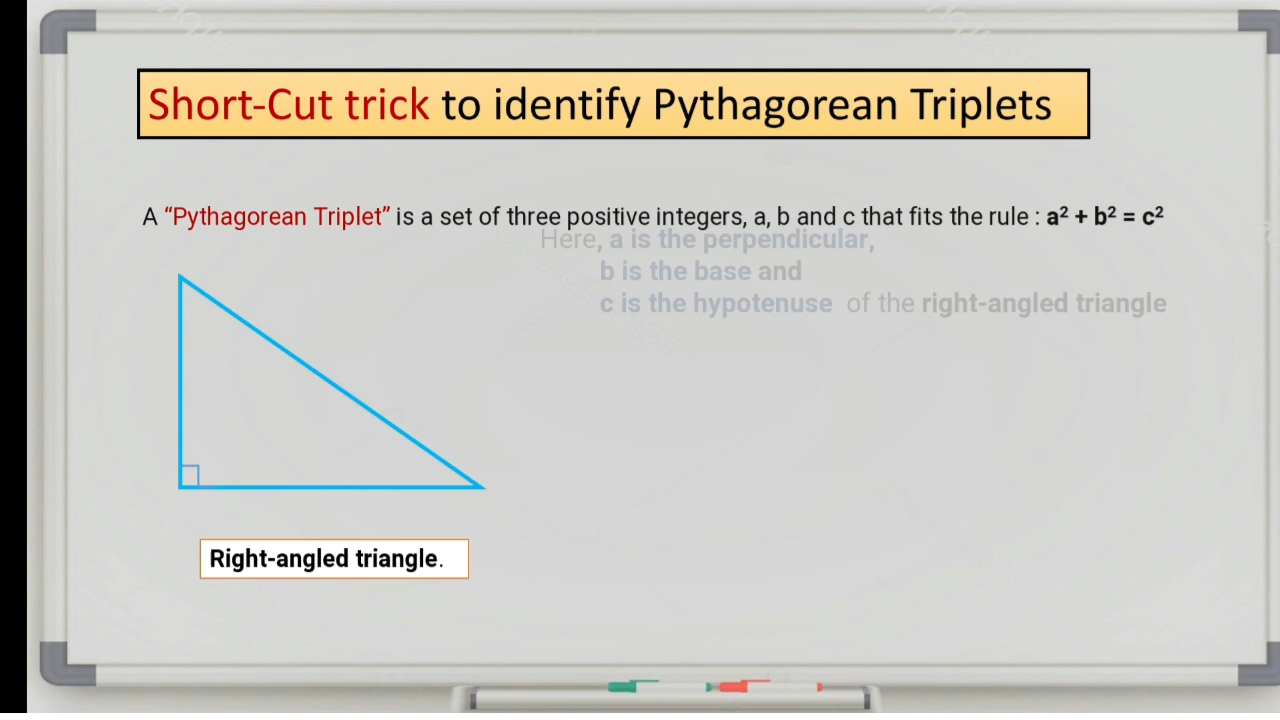 Short-Cut trick to identify Pythagorean Triplets
A “Pythagorean Triplet” is a set of three positive integers, a, b and c that fits the rule : a² + b² = c²
Here, a is the perpendicular,
b is the base and
c is the hypotenuse of the right-angled triangle
Right-angled triangle.